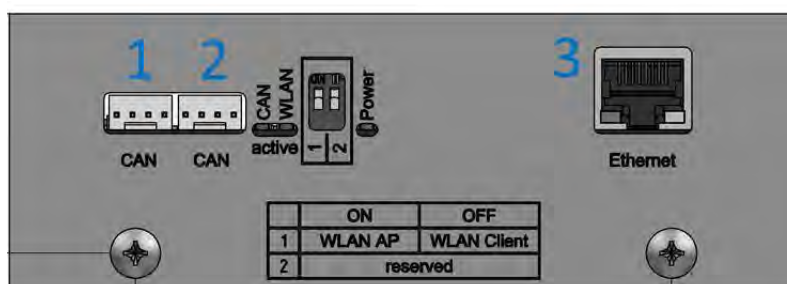 1 2 3
CAN
WLAN
active
ON
1 2
Power
CAN CAN
Ethernet
ON OFF
1 WLAN AP WLAN Client
2 reserved